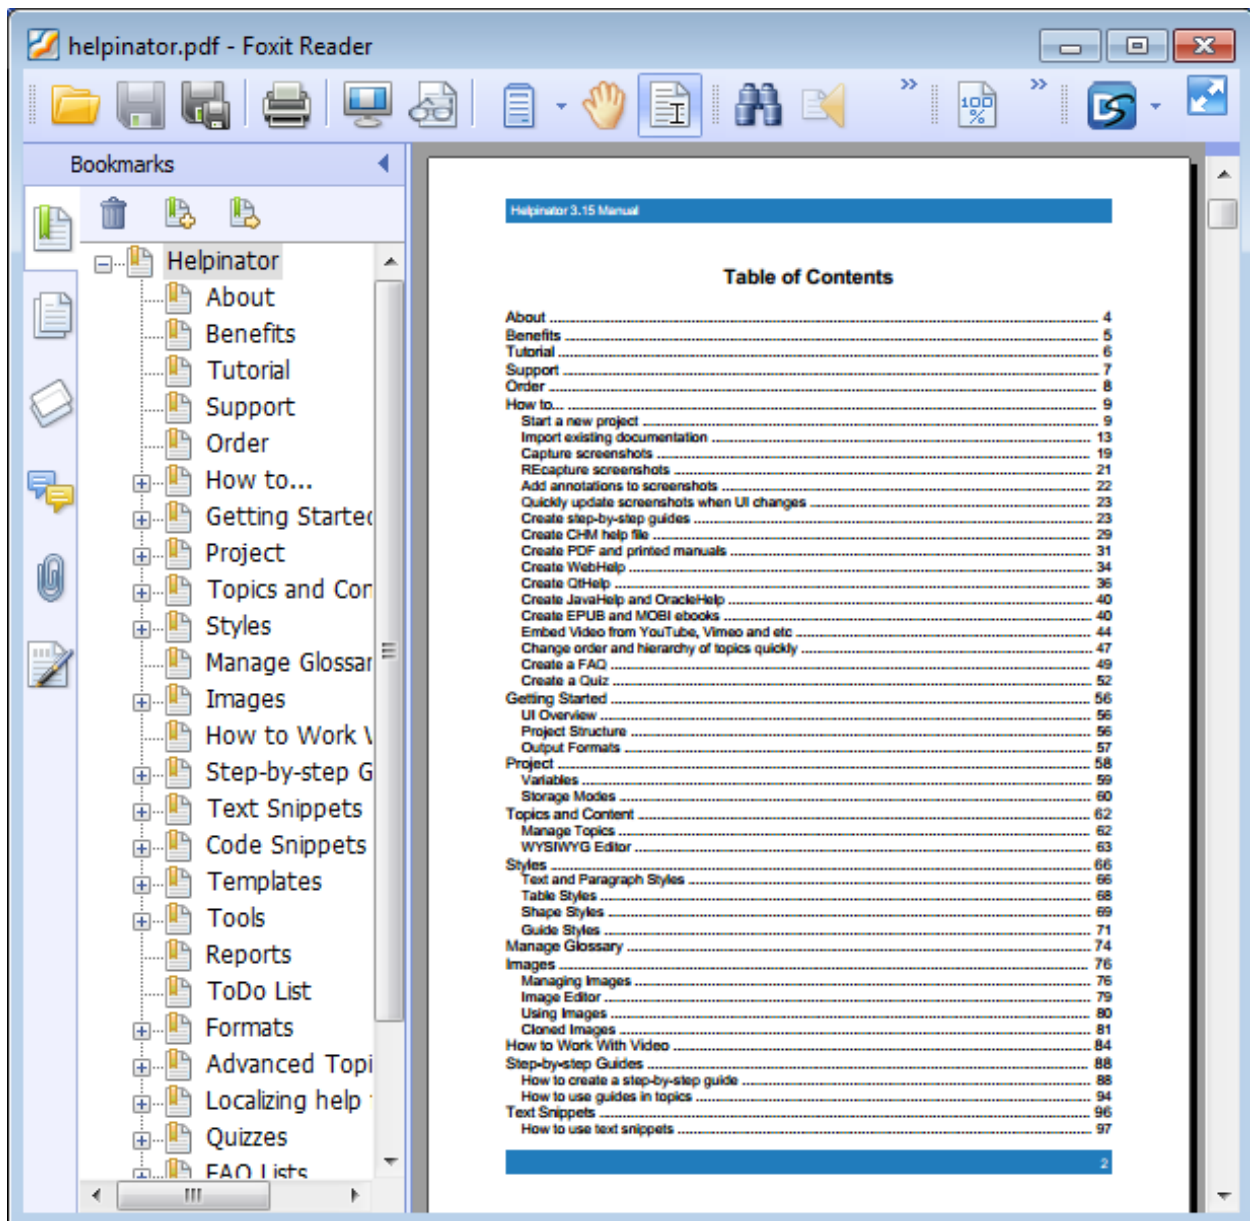 helpinator.pdf - Foxit Reader
100
%
Bookmarks
Helpinator
About
Benefits
Tutorial
Support
Order
How to...
Getting Started
Project
Topics and Con
Styles
Manage Glossar
Images
How to Work
Step-by-step G
Text Snippets
Code Snippets
Templates
Tools
Reports
ToDo List
Formats
Advanced Topi
Localizing help
Quizzes
FAQ Lists
Helpinator 3.15 Manual
Table of Contents
About 4
Benefits 5
Tutorial 6
Support 7
Order 8
How to... 9
Start a new project 9
Import existing documentation 13
Capture screenshots 19
REcapture screenshots 21
Add annotations to screenshots 22
Quickly update screenshots when UI changes 23
Create step-by-step guides 23
Create CHM help file 29
Create PDF and printed manuals 31
Create WebHelp 34
Create QtHelp 36
Create JavaHelp and OracleHelp 40
Create EPUB and MOBI ebooks 40
Embed Video from YouTube, Vimeo and etc 44
Change order and hierarchy of topics quickly 47
Create a FAQ 49
Create a Quiz 52
Getting Started 56
UI Overview 56
Project Structure 56
Output Formats 57
Project 58
Variables 59
Storage Modes 60
Topics and Content 62
Manage Topics 62
WYSIWYG Editor 63
Styles 66
Text and Paragraph Styles 66
Table Styles 68
Shape Styles 69
Guide Styles 71
Manage Glossary 74
Images 76
Managing Images 76
Image Editor 79
Using Images 80
Cloned Images 81
How to Work With Video 84
Step-by-step Guides 88
How to create a step-by-step guide 88
How to use guides in topics 94
Text Snippets 96
How to use text snippets 97
2